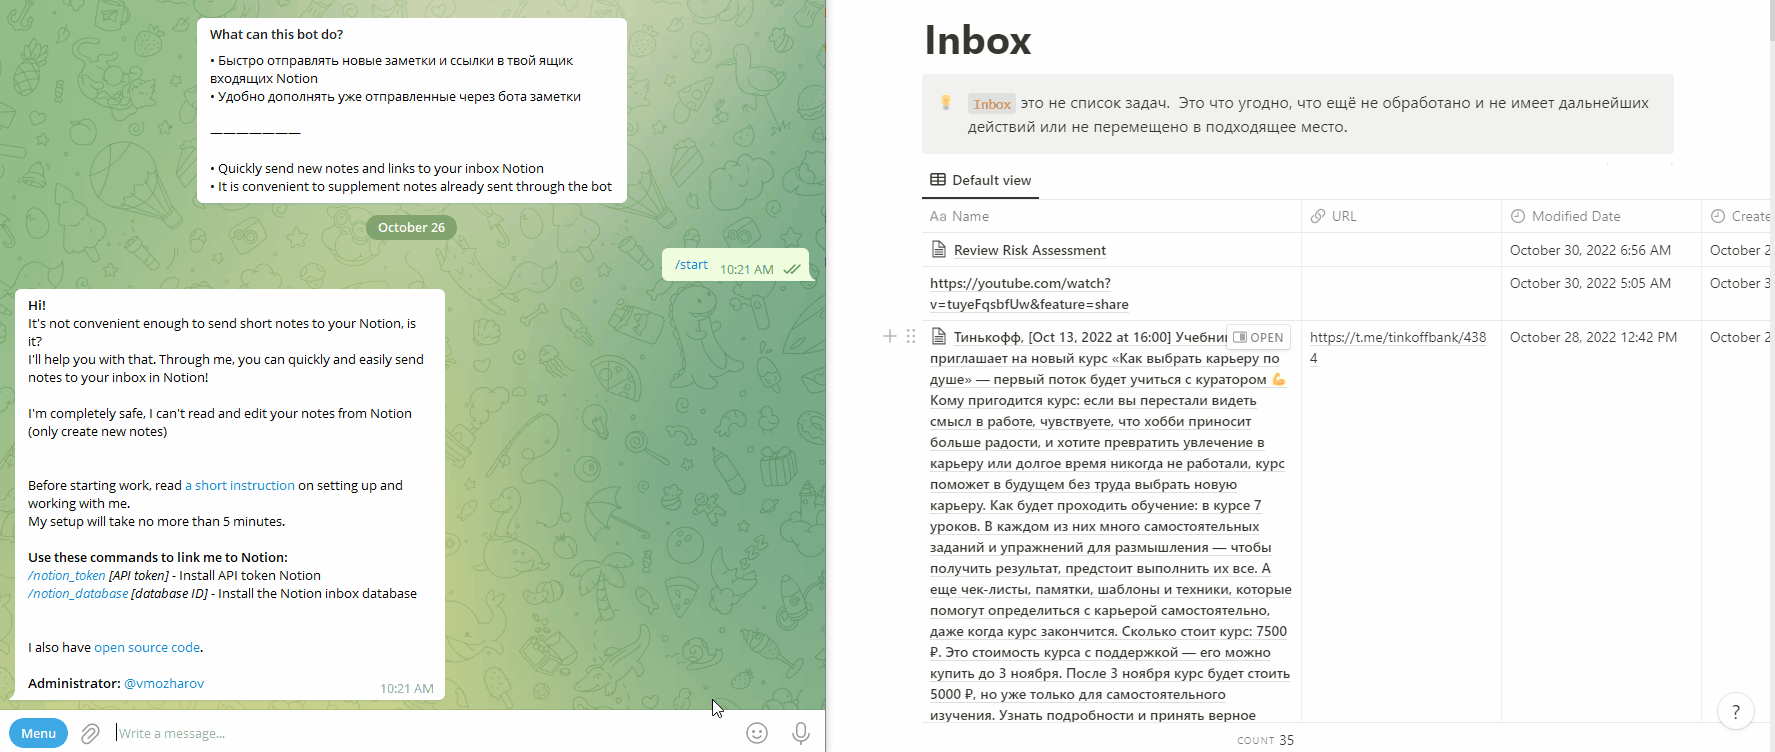 What can this bot do?
• Быстро отправлять новые заметки и ссылки в твой ящик
входящих Notion
• Удобно дополнять уже отправленные через бота заметки
———————
• Quickly send new notes and links to your inbox Notion
• It is convenient to supplement notes already sent through the bot
October 26
/start 10:21 AM
Hi!
It's not convenient enough to send short notes to your Notion, is
it?
I'll help you with that. Through me, you can quickly and easily send
notes to your inbox in Notion!
I'm completely safe, I can't read and edit your notes from Notion
(only create new notes)
Before starting work, read a short instruction on setting up and
working with me.
My setup will take no more than 5 minutes.
Use these commands to link me to Notion:
/notion_token [API token] - Install API token Notion
/notion_database [database ID] - Install the Notion inbox database
I also have open source code.
Administrator: @vmozharov
10:21 AM
Menu
Write a message...
Inbox
Inbox это не список задач. Это что угодно, что ещё не обработано и не имеет дальнейших
действий или не перемещено в подходящее место.
Default view
Aa Name URL Modified Date Create
Review Risk Assessment October 30, 2022 6:56 AM October 2
https://youtube.com/watch?
v=tuyeFqsbfUw&feature=share
October 30, 2022 5:05 AM October 3
Тинькофф, [Oct 13, 2022 at 16:00] Учебни OPEN
приглашает на новый курс «Как выбрать карьеру по
душе» — первый поток будет учиться с куратором 💪
Кому пригодится курс: если вы перестали видеть
смысл в работе, чувствуете, что хобби приносит
больше радости, и хотите превратить увлечение в
карьеру или долгое время никогда не работали, курс
поможет в будущем без труда выбрать новую
карьеру. Как будет проходить обучение: в курсе 7
уроков. В каждом из них много самостоятельных
заданий и упражнений для размышления — чтобы
получить результат, предстоит выполнить их все. А
еще чек-листы, памятки, шаблоны и техники, которые
помогут определиться с карьерой самостоятельно,
даже когда курс закончится. Сколько стоит курс: 7500
₽. Это стоимость курса с поддержкой — его можно
купить до 3 ноября. После 3 ноября курс будет стоить
5000 ₽, но уже только для самостоятельного
изучения. Узнать подробности и принять верное
https://t.me/tinkoffbank/438
4
October 28, 2022 12:42 PM October 2
COUNT 35
?